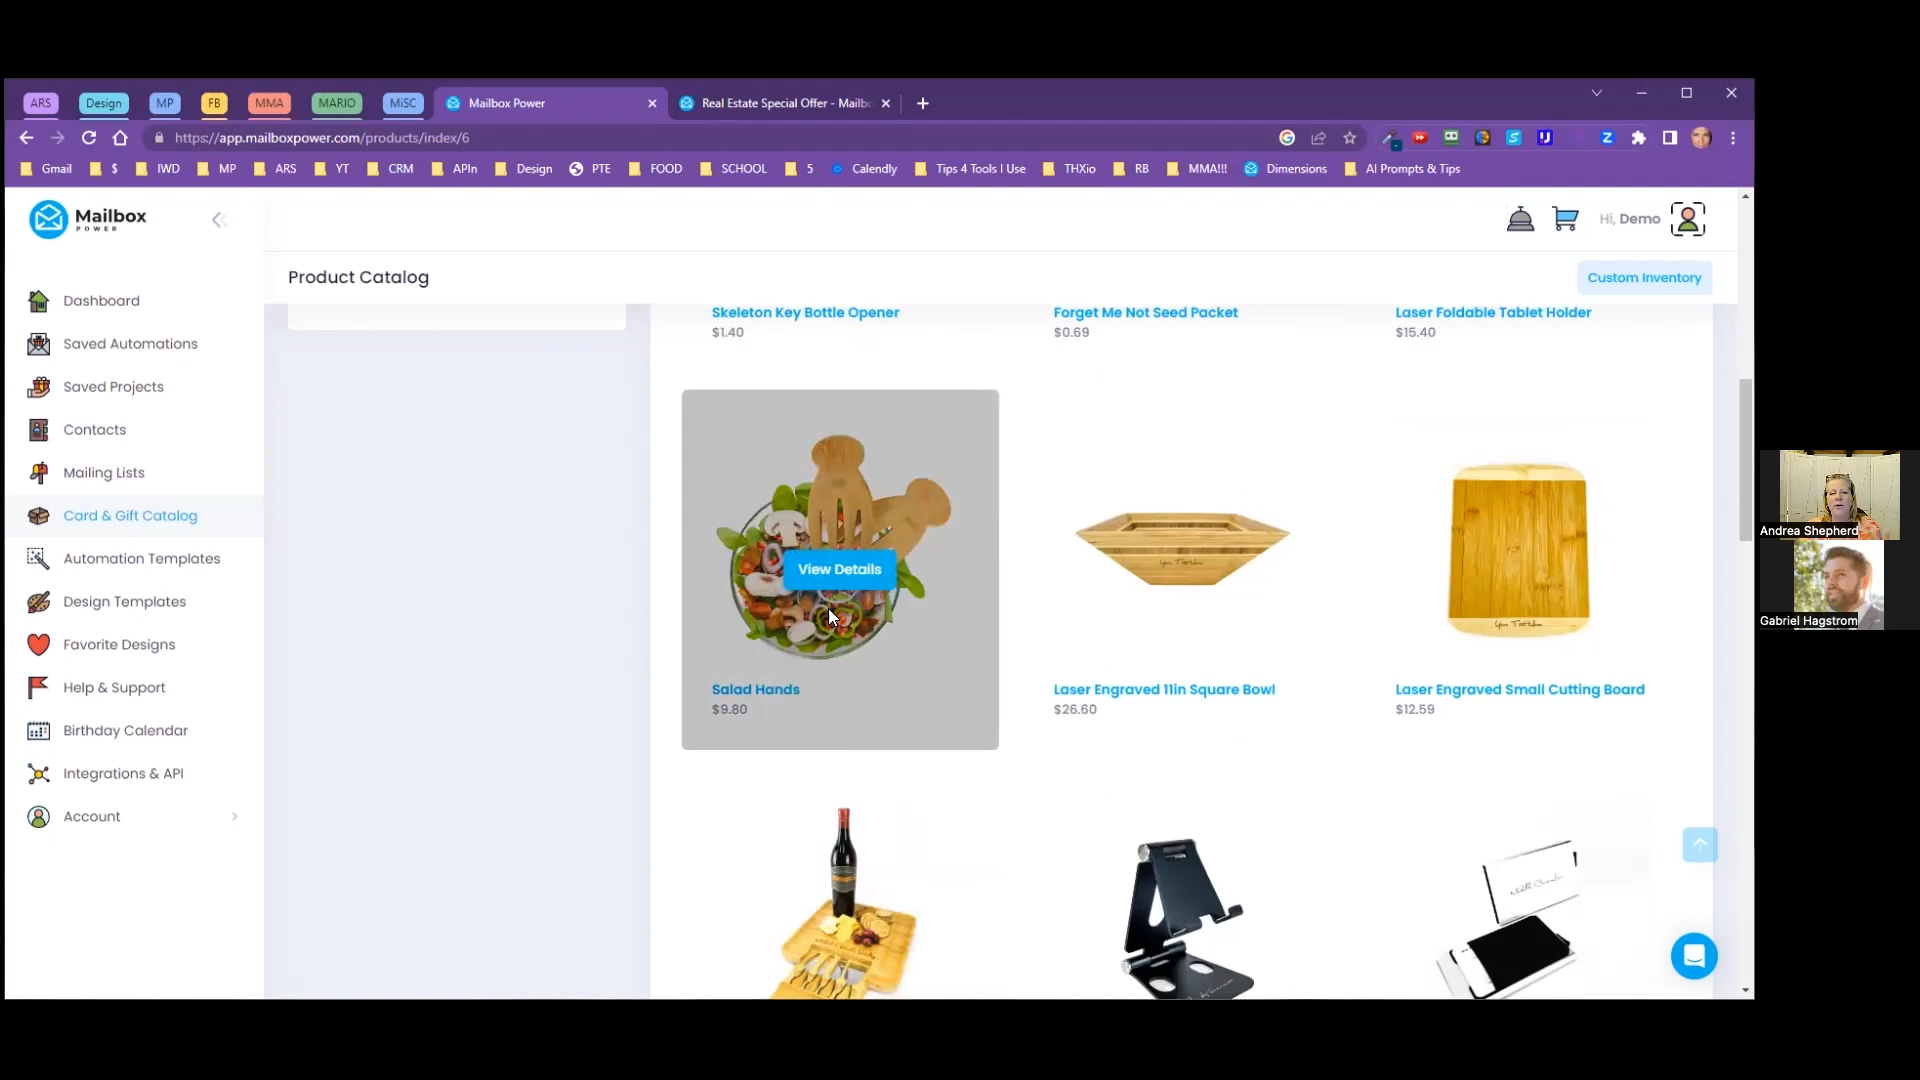 ARS
Design
MP
FB
MMA
MARIO
MiSC
Mailbox Power
Real Estate Special Offer - Mailbo
https://app.mailboxpower.com/products/index/6
Gmail
$
IWD
MP
ARS
YT
CRM
APIn
Design
PTE
FOOD
SCHOOL
5
Calendly
Tips 4 Tools I Use
THXio
RB
MMA!!!
Dimensions
AI Prompts & Tips
Mailbox
POWER
Hi, Demo
Product Catalog
Custom Inventory
Dashboard
Saved Automations
Saved Projects
Contacts
Mailing Lists
Card & Gift Catalog
Automation Templates
Design Templates
Favorite Designs
Help & Support
Birthday Calendar
Integrations & API
Account
Skeleton Key Bottle Opener
$1.40
Forget Me Not Seed Packet
$0.69
Laser Foldable Tablet Holder
$15.40
View Details
Salad Hands
$9.80
Laser Engraved 11in Square Bowl
$26.60
Laser Engraved Small Cutting Board
$12.59
Andrea Shepherd
Gabriel Hagstrom